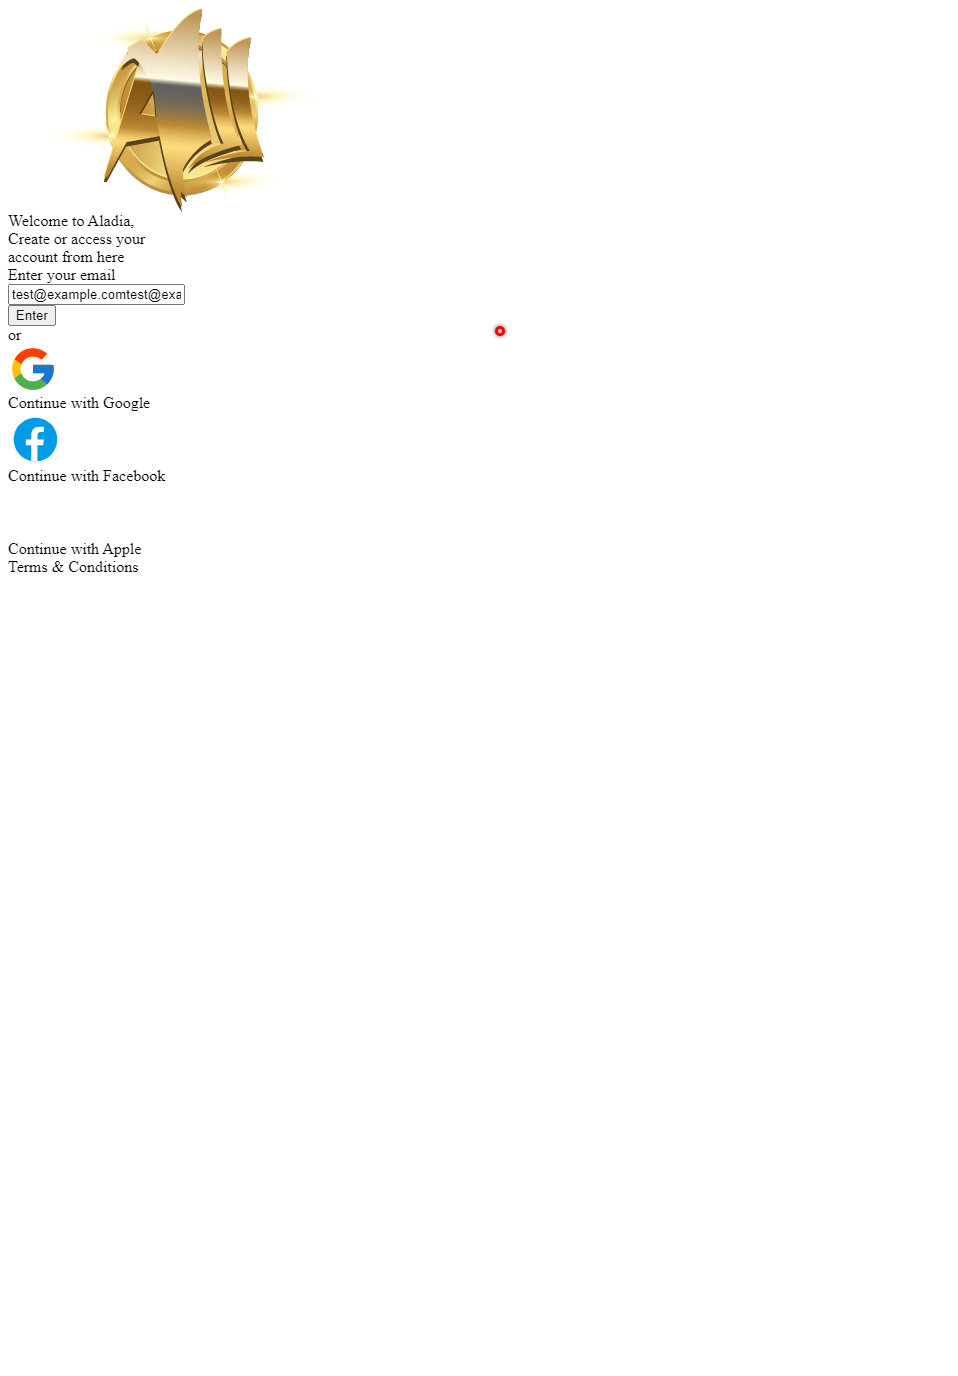 Welcome to Aladia,
Create or access your
account from here
Enter your email
test@example.comtest@exa
Enter
or
Continue with Google
Continue with Facebook
Continue with Apple
Terms & Conditions